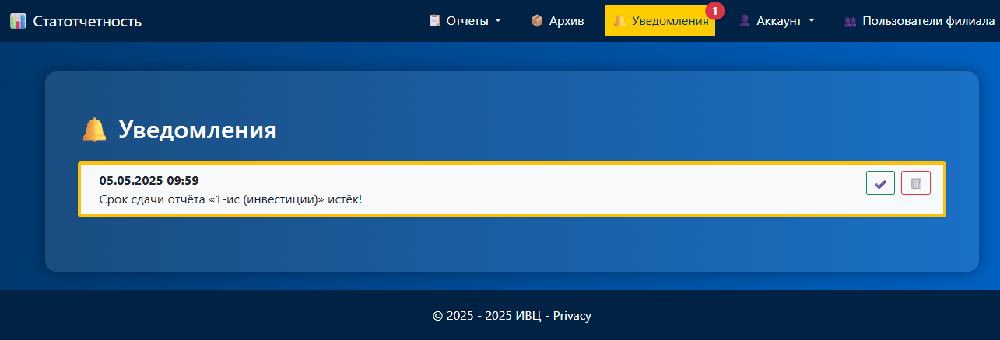 Статотчетность
Отчеты
Архив
Уведомления
1
Аккаунт
Пользователи филиала
Уведомления
05.05.2025 09:59
Срок сдачи отчёта «1-ис (инвестиции)» истёк!
© 2025 - 2025 ИВЦ - Privacy